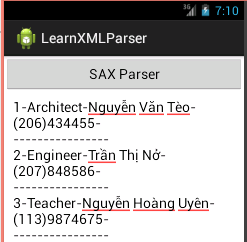 3G 7:10
LearnXMLParser
SAX Parser
1-Architect-Nguyễn Văn Tèo-
(206)434455-
----------------
2-Engineer-Trần Thị Nở-
(207)848586-
----------------
3-Teacher-Nguyễn Hoàng Uyên-
(113)9874675-
----------------